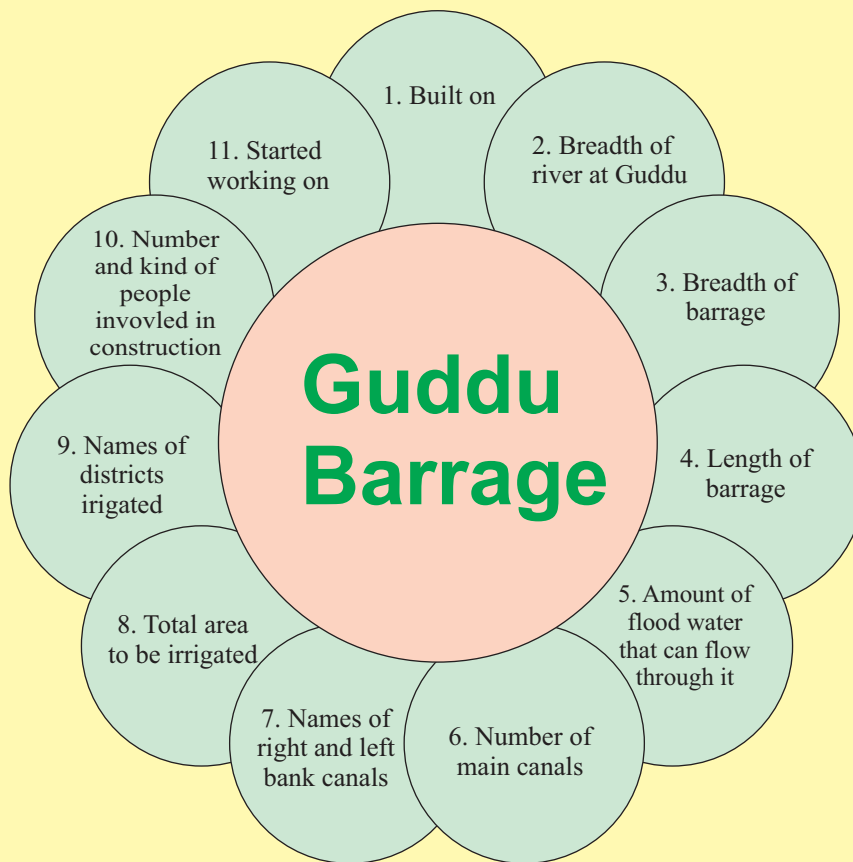 Guddu
Barrage
1. Built on
2. Breadth of
river at Guddu
3. Breadth of
barrage
4. Length of
barrage
5. Amount of
flood water
that can flow
through it
6. Number of
main canals
7. Names of
right and left
bank canals
8. Total area
to be irrigated
9. Names of
districts
irigated
10. Number
and kind of
people
invovled in
construction
11. Started
working on